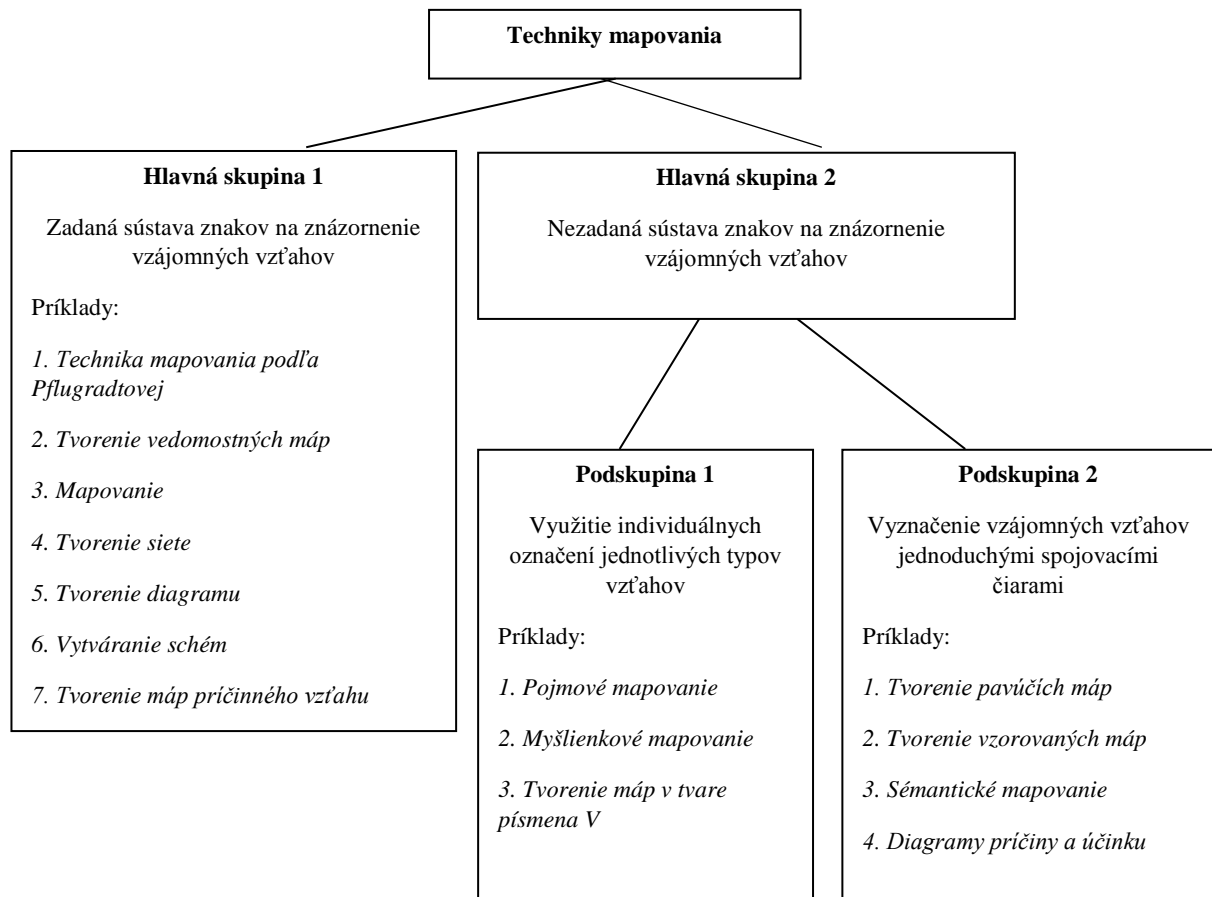 Techniky mapovania
Hlavná skupina 1
Zadaná sústava znakov na znázornenie
vzájomných vzťahov
Príklady:
1. Technika mapovania podľa
Pflugradtovej
2. Tvorenie vedomostných máp
3. Mapovanie
4. Tvorenie siete
5. Tvorenie diagramu
6. Vytváranie schém
7. Tvorenie máp príčinného vzťahu
Hlavná skupina 2
Nezadaná sústava znakov na znázornenie
vzájomných vzťahov
Podskupina 1
Využitie individuálnych
označení jednotlivých typov
vzťahov
Príklady:
1. Pojmové mapovanie
2. Myšlienkové mapovanie
3. Tvorenie máp v tvare
písmena V
Podskupina 2
Vyznačenie vzájomných vzťahov
jednoduchými spojovacími
čiarami
Príklady:
1. Tvorenie pavúčích máp
2. Tvorenie vzorovaných máp
3. Sémantické mapovanie
4. Diagramy príčiny a účinku